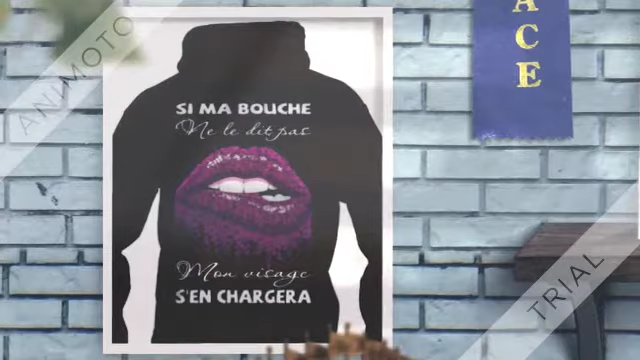 ANIMOTO
ACE
SI MA BOUCHE
Ne le dit pas
Mon visage
S'EN CHARGERA
TRIAL